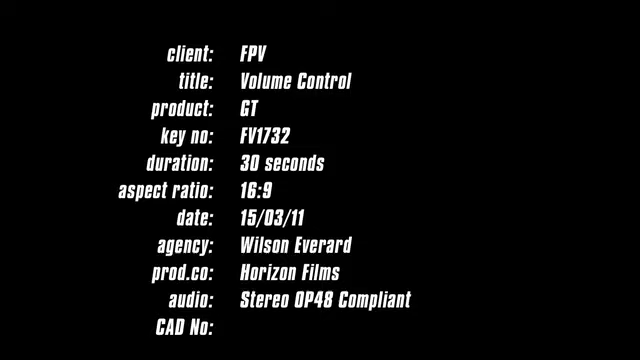 client: FPV
title: Volume Control
product: GT
key no: FV1732
duration: 30 seconds
aspect ratio: 16:9
date: 15/03/11
agency: Wilson Everard
prod.co: Horizon Films
audio: Stereo OP48 Compliant
CAD No: